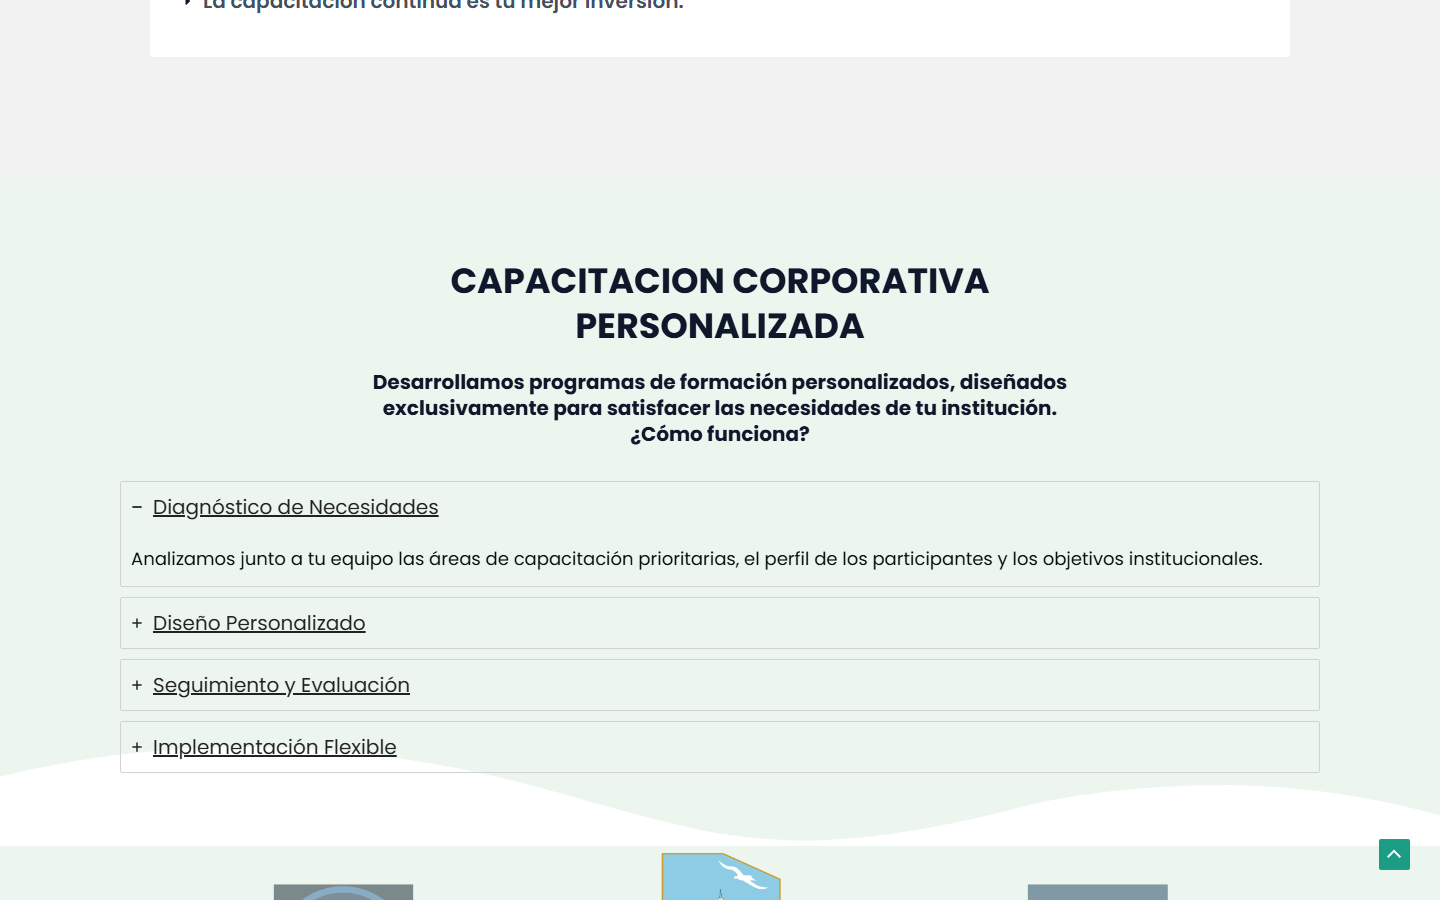 La capacitación continua es tu mejor inversión.
CAPACITACION CORPORATIVA
PERSONALIZADA
Desarrollamos programas de formación personalizados, diseñados
exclusivamente para satisfacer las necesidades de tu institución.
¿Cómo funciona?
Diagnóstico de Necesidades
Analizamos junto a tu equipo las áreas de capacitación prioritarias, el perfil de los participantes y los objetivos institucionales.
Diseño Personalizado
Seguimiento y Evaluación
Implementación Flexible